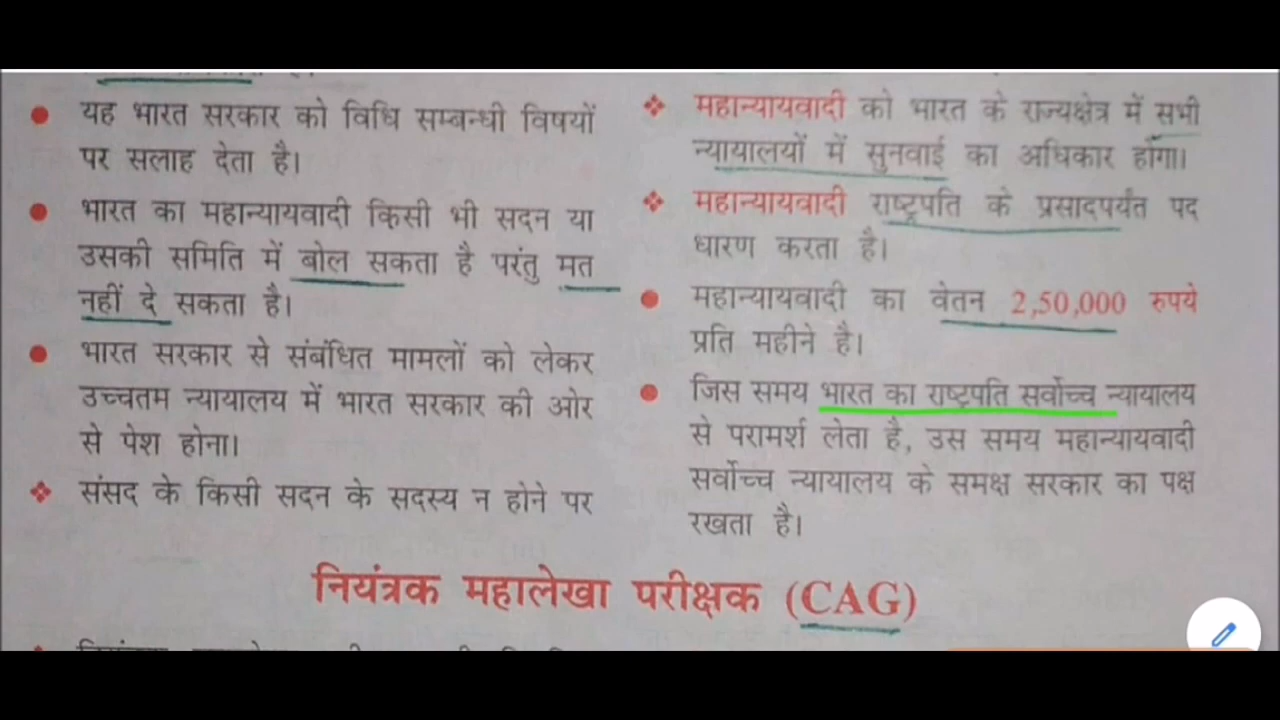 यह भारत सरकार को विधि सम्बन्धी विषयों
पर सलाह देता है।
भारत का महान्यायवादी किसी भी सदन या
उसकी समिति में बोल सकता है परंतु मत
नहीं दे सकता है।
भारत सरकार से संबंधित मामलों को लेकर
उच्चतम न्यायालय में भारत सरकार की ओर
से पेश होना।
संसद के किसी सदन के सदस्य न होने पर
महान्यायवादी को भारत के राज्यक्षेत्र में सभी
न्यायालयों में सुनवाई का अधिकार होगा।
महान्यायवादी राष्ट्रपति के प्रसादपर्यंत पद
धारण करता है।
महान्यायवादी का वेतन 2,50,000 रुपये
प्रति महीने है।
जिस समय भारत का राष्ट्रपति सर्वोच्च न्यायालय
से परामर्श लेता है, उस समय महान्यायवादी
सर्वोच्च न्यायालय के समक्ष सरकार का पक्ष
रखता है।
नियंत्रक महालेखा परीक्षक (CAG)